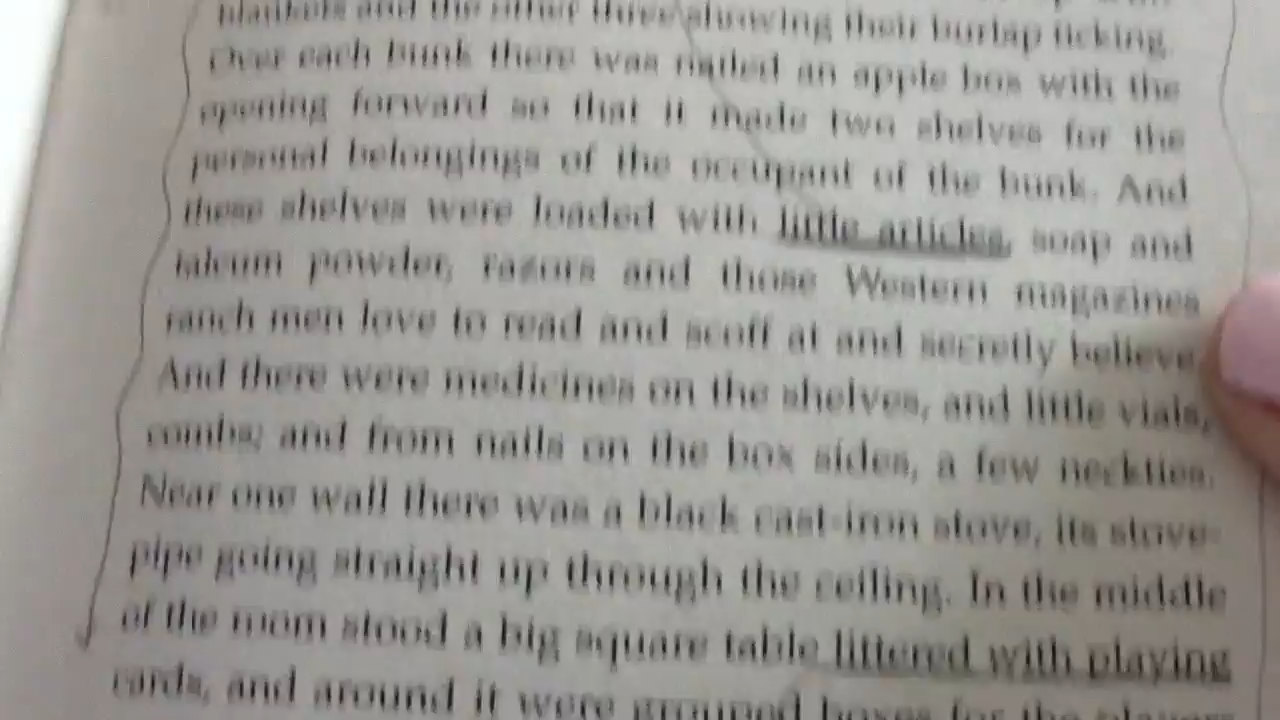 blankets and the other three showing their burlap ticking.
Over each bunk there was nailed an apple box with the
opening forward so that it made two shelves for the
personal belongings of the occupant of the bunk. And
these shelves were loaded with little articles, soap and
talcum powder, razors and those Western magazines
ranch men love to read and scoff at and secretly believe.
And there were medicines on the shelves, and little vials,
combs; and from nails on the box sides, a few neckties.
Near one wall there was a black cast-iron stove, its stove-
pipe going straight up through the ceiling. In the middle
of the room stood a big square table littered with playing
cards, and around it were grouped boxes for the players